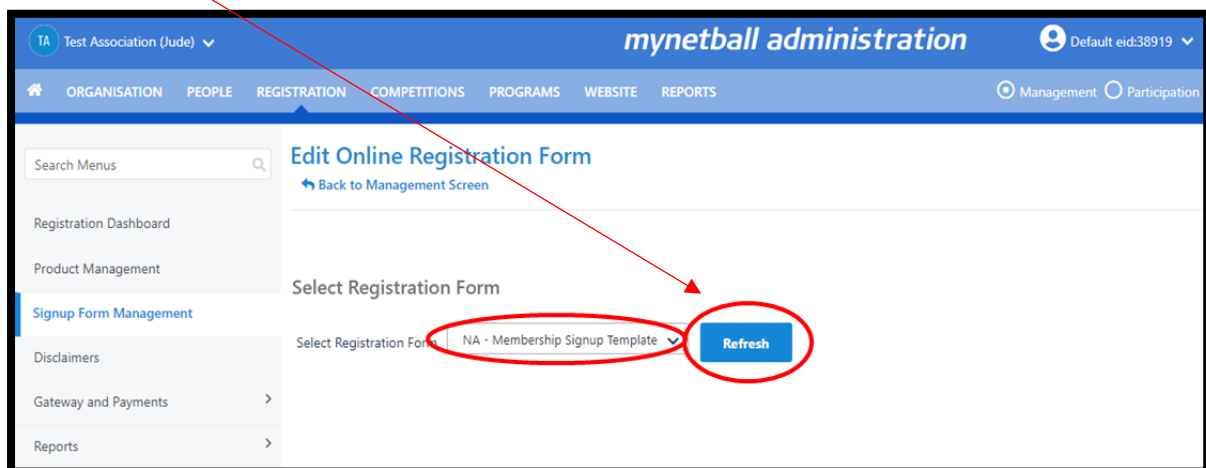 TA Test Association (Jude)
mynetball administration
Default eid:38919
ORGANISATION PEOPLE REGISTRATION COMPETITIONS PROGRAMS WEBSITE REPORTS
Management Participation
Search Menus
Edit Online Registration Form
Back to Management Screen
Registration Dashboard
Product Management
Select Registration Form
Signup Form Management
Select Registration Form NA - Membership Signup Template Refresh
Disclaimers
Gateway and Payments
Reports